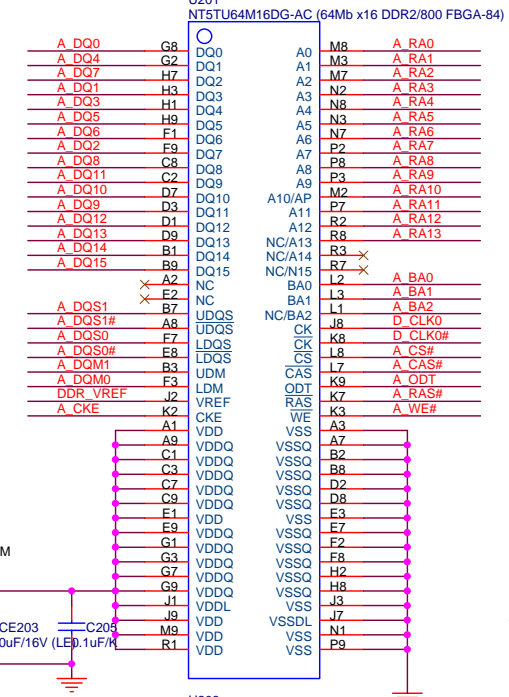 NT5TU64M16DG-AC (64Mb x16 DDR2/800 FBGA-84)
A_DQ0 G8 DQ0 A0 M8 A_RA0
A_DQ4 G2 DQ1 A1 M3 A_RA1
A_DQ7 H7 DQ2 A2 M7 A_RA2
A_DQ1 H3 DQ3 A3 N2 A_RA3
A_DQ3 H1 DQ4 A4 N8 A_RA4
A_DQ5 H9 DQ5 A5 N3 A_RA5
A_DQ6 F1 DQ6 A6 N7 A_RA6
A_DQ2 F9 DQ7 A7 P2 A_RA7
A_DQ8 C8 DQ8 A8 P8 A_RA8
A_DQ11 C2 DQ9 A9 P3 A_RA9
A_DQ10 D7 DQ10 A10/AP M2 A_RA10
A_DQ9 D3 DQ11 A11 P7 A_RA11
A_DQ12 D1 DQ12 A12 R2 A_RA12
A_DQ13 D9 DQ13 NC/A13 R8 A_RA13
A_DQ14 B1 DQ14 NC/A14 R3
A_DQ15 B9 DQ15 NC/N15 R7
A2 NC BA0 L2 A_BA0
E2 NC BA1 L3 A_BA1
A_DQS1 B7 UDQS NC/BA2 L1 A_BA2
A_DQS1# A8 UDQS CK J8 D_CLK0
A_DQS0 F7 LDQS CK K8 D_CLK0#
A_DQS0# E8 LDQS CS L8 A_CS#
A_DQM1 B3 UDM CAS L7 A_CAS#
A_DQM0 F3 LDM ODT K9 A_ODT
DDR_VREF J2 VREF RAS K7 A_RAS#
A_CKE K2 CKE WE K3 A_WE#
A1 VDD VSS A3
A9 VDDQ VSSQ A7
C1 VDDQ VSSQ B2
C3 VDDQ VSSQ B8
C7 VDDQ VSSQ D2
C9 VDDQ VSSQ D8
E1 VDD VSS E3
E9 VDDQ VSSQ E7
G1 VDDQ VSSQ F2
M G3 VDDQ VSSQ F8
G7 VDDQ VSSQ H2
G9 VDDQ VSSQ H8
J1 VDDL VSS J3
J9 VDD VSSDL J7
CE203 C205 M9 VDD VSS N1
0uF/16V (LE) 0.1uF/K R1 VDD VSS P9